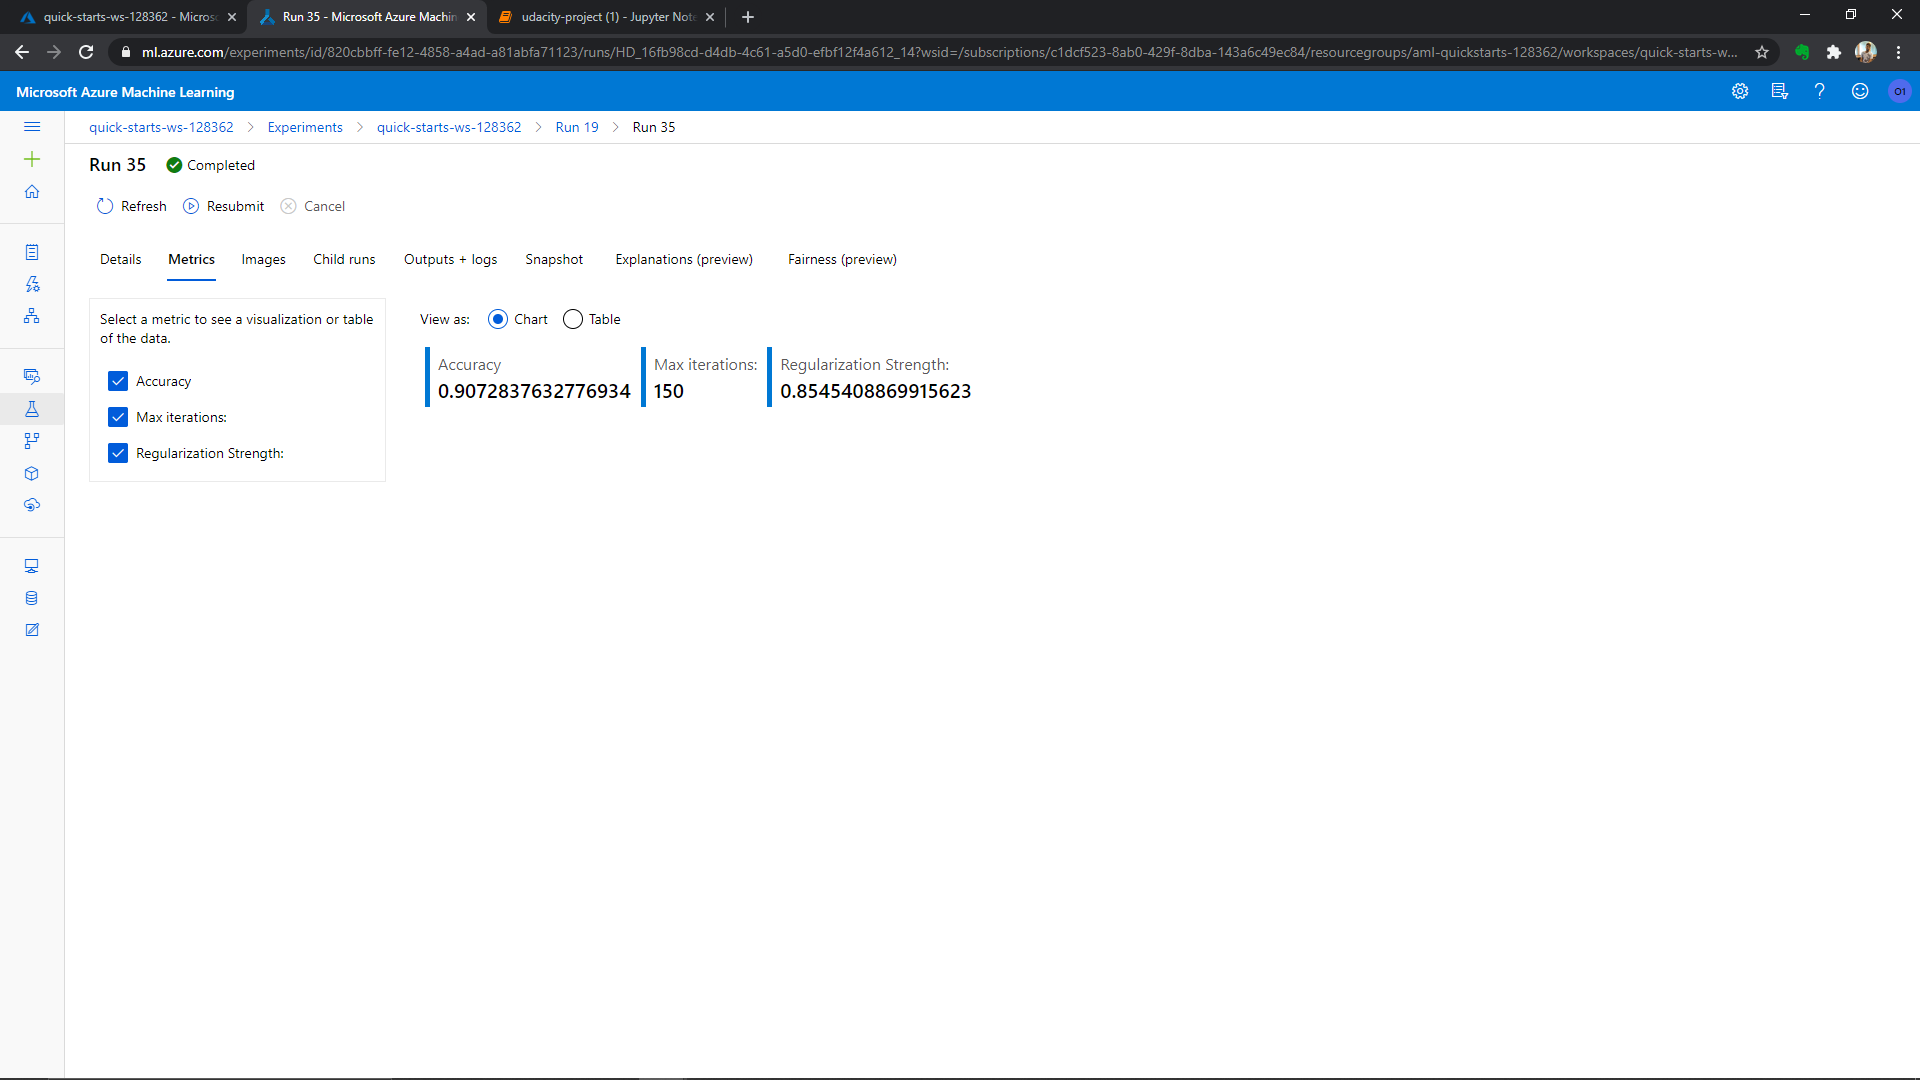 quick-starts-ws-128362 - Micros
Run 35 - Microsoft Azure Machin
udacity-project (1) - Jupyter Not
ml.azure.com/experiments/id/820cbbff-fe12-4858-a4ad-a81abfa71123/runs/HD_16fb98cd-d4db-4c61-a5d0-efbf12f4a612_14?wsid=/subscriptions/c1dcf523-8ab0-429f-8dba-143a6c49ec84/resourcegroups/aml-quickstarts-128362/workspaces/quick-starts-w...
Microsoft Azure Machine Learning
O1
quick-starts-ws-128362 > Experiments > quick-starts-ws-128362 > Run 19 > Run 35
Run 35 Completed
Refresh Resubmit Cancel
Details Metrics Images Child runs Outputs + logs Snapshot Explanations (preview) Fairness (preview)
Select a metric to see a visualization or table
of the data.
Accuracy
Max iterations:
Regularization Strength:
View as: Chart Table
Accuracy
0.9072837632776934
Max iterations:
150
Regularization Strength:
0.8545408869915623